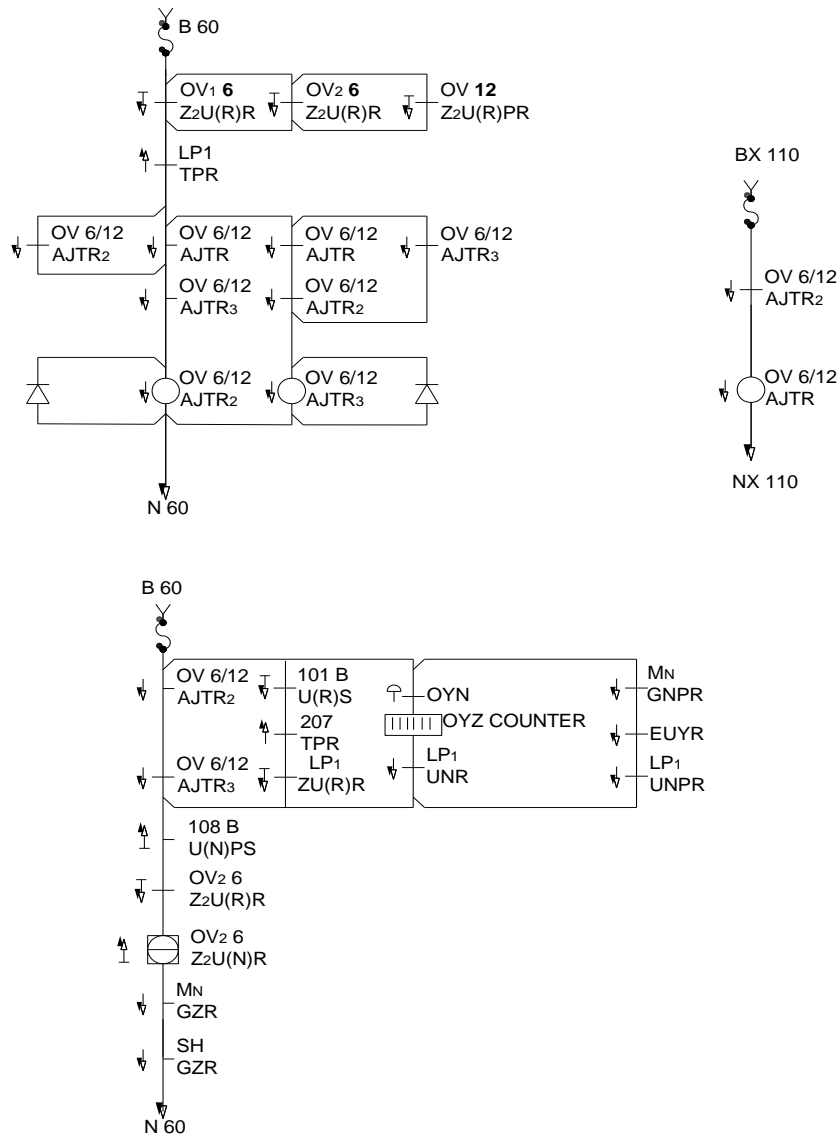 B 60
OV1 6
Z2U(R)R
OV2 6
Z2U(R)R
OV 12
Z2U(R)PR
LP1
TPR
OV 6/12
AJTR2
OV 6/12
AJTR
OV 6/12
AJTR
OV 6/12
AJTR3
OV 6/12
AJTR3
OV 6/12
AJTR2
OV 6/12
AJTR2
OV 6/12
AJTR3
N 60
BX 110
OV 6/12
AJTR2
OV 6/12
AJTR
NX 110
B 60
OV 6/12
AJTR2
101 B
U(R)S
OYN
MN
GNPR
207
TPR
OYZ COUNTER
EUYR
OV 6/12
AJTR3
LP1
ZU(R)R
LP1
UNR
LP1
UNPR
108 B
U(N)PS
OV2 6
Z2U(R)R
OV2 6
Z2U(N)R
MN
GZR
SH
GZR
N 60